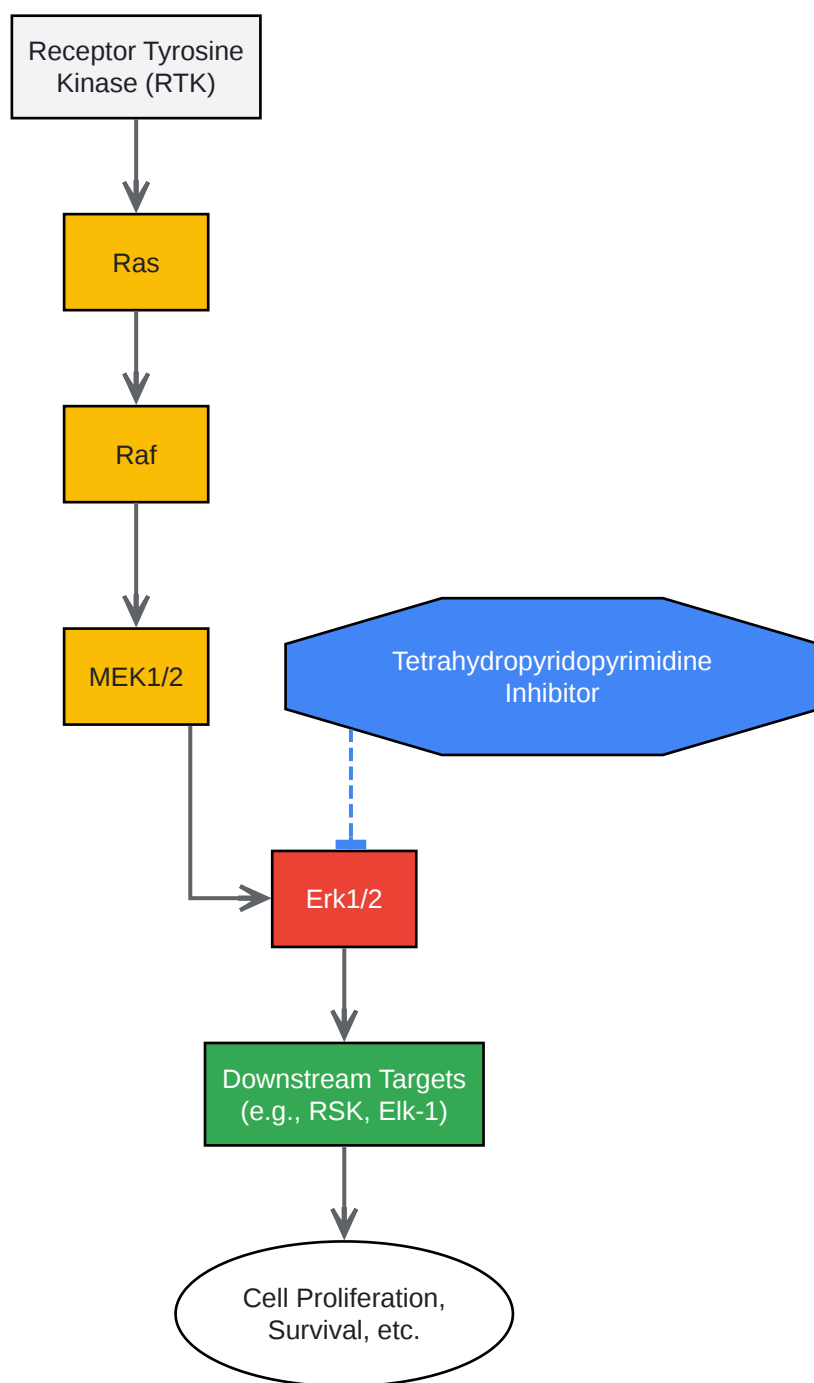 Receptor Tyrosine
Kinase (RTK)
Ras
Raf
MEK1/2
Tetrahydropyridopyrimidine
Inhibitor
Erk1/2
Downstream Targets
(e.g., RSK, Elk-1)
Cell Proliferation,
Survival, etc.